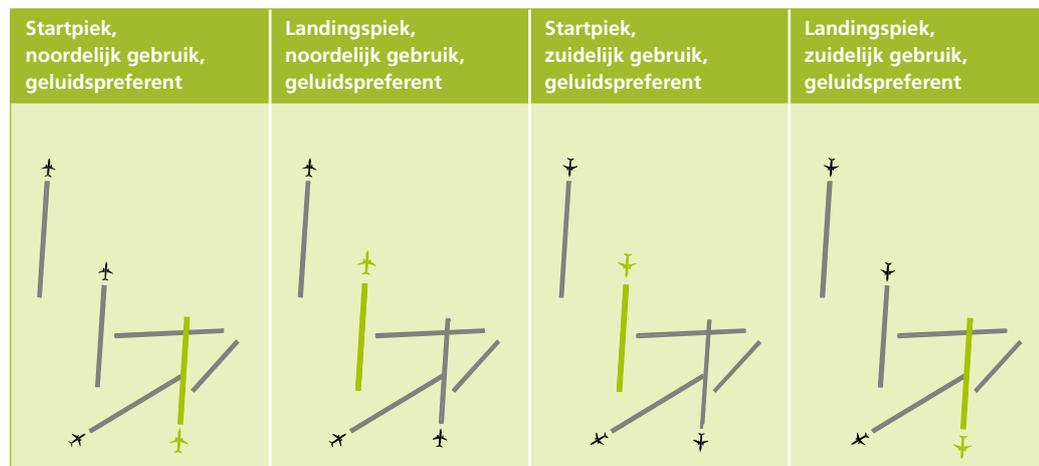 Startpiek,
noordelijk gebruik,
geluidspreferent
Landingspiek,
noordelijk gebruik,
geluidspreferent
Startpiek,
zuidelijk gebruik,
geluidspreferent
Landingspiek,
zuidelijk gebruik,
geluidspreferent